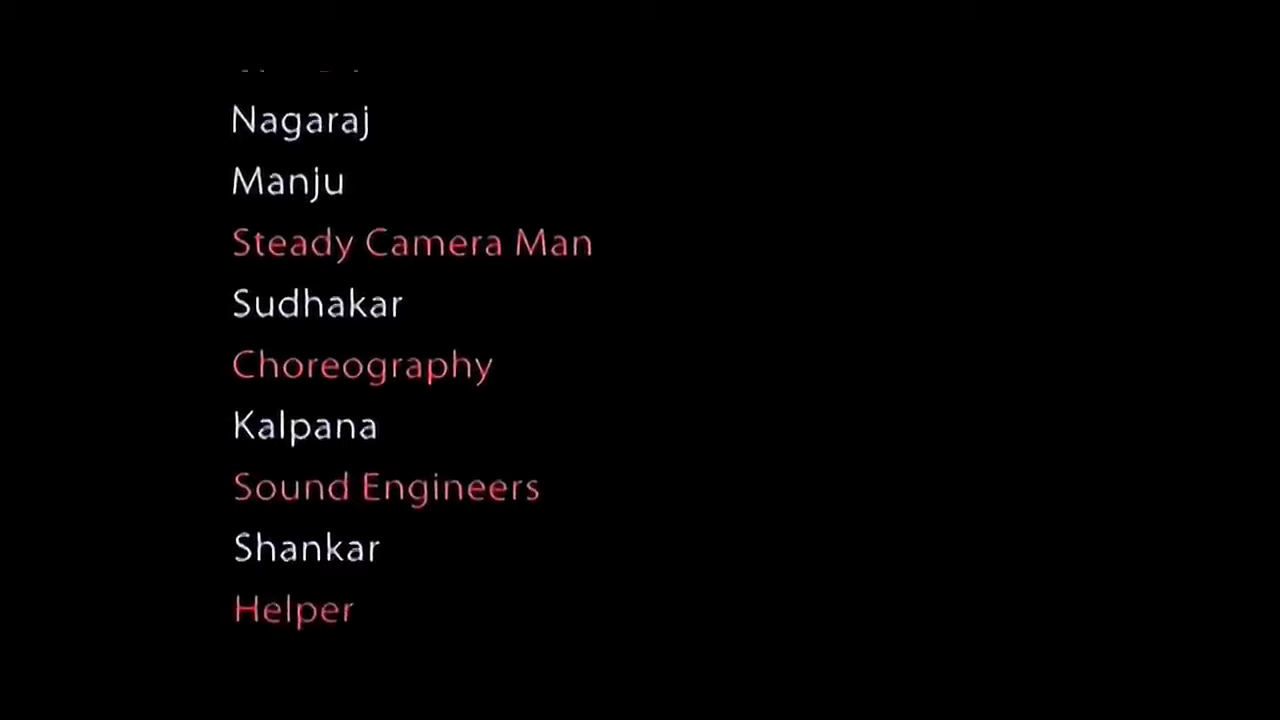 Nagaraj
Manju
Steady Camera Man
Sudhakar
Choreography
Kalpana
Sound Engineers
Shankar
Helper